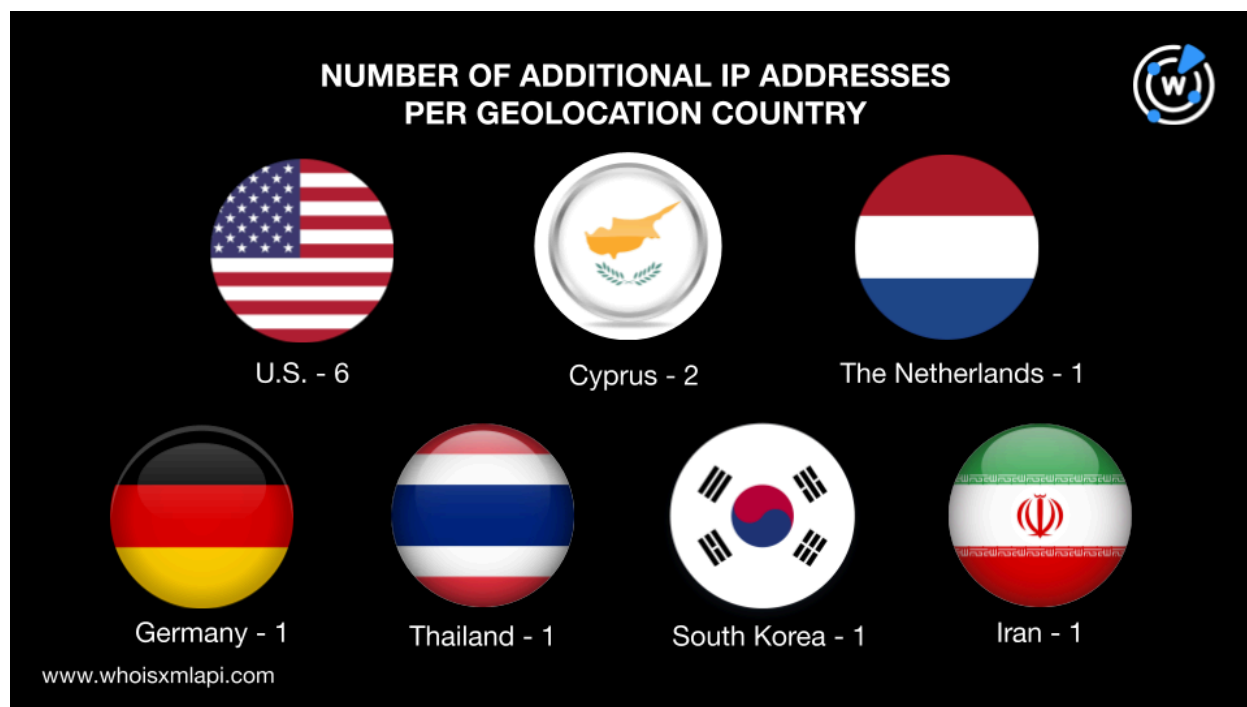 NUMBER OF ADDITIONAL IP ADDRESSES
PER GEOLOCATION COUNTRY
W
U.S. - 6
Cyprus - 2
The Netherlands - 1
Germany - 1
Thailand - 1
South Korea - 1
Iran - 1
www.whoisxmlapi.com